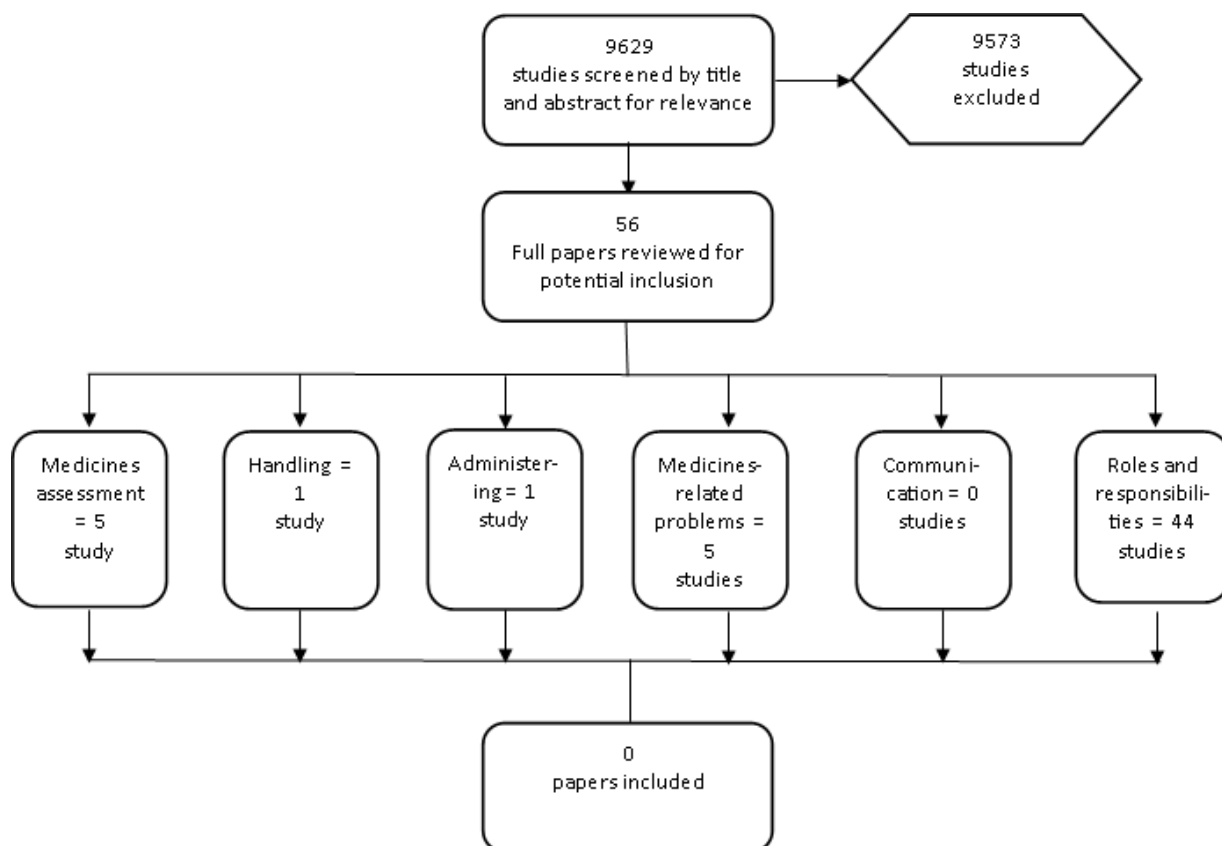 9629
studies screened by title
and abstract for relevance
9573
studies
excluded
56
Full papers reviewed for
potential inclusion
Medicines
assessment
= 5
study
Handling =
1
study
Administer-
ing = 1
study
Medicines-
related
problems =
5
studies
Communi-
cation = 0
studies
Roles and
responsibili-
ties = 44
studies
0
papers included